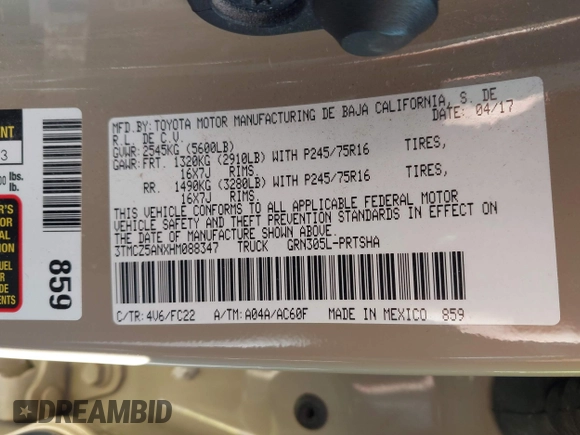 MFD.BY: TOYOTA MOTOR MANUFACTURING DE BAJA CALIFORNIA, S. DE
R.L. DE C.V. DATE: 04/17
GVWR: 2545KG (5600LB)
GAWR: FRT. 1320KG (2910LB) WITH P245/75R16 TIRES,
16X7J RIMS
RR. 1490KG (3280LB) WITH P245/75R16 TIRES,
16X7J RIMS
THIS VEHICLE CONFORMS TO ALL APPLICABLE FEDERAL MOTOR
VEHICLE SAFETY AND THEFT PREVENTION STANDARDS IN EFFECT ON
THE DATE OF MANUFACTURE SHOWN ABOVE.
3TMCZ5ANXHM088347 TRUCK GRN305L-PRTSHA
C/TR: 4V6/FC22 A/TM: A04A/AC60F MADE IN MEXICO 859
859
lbs.
lb.
DREAMBID